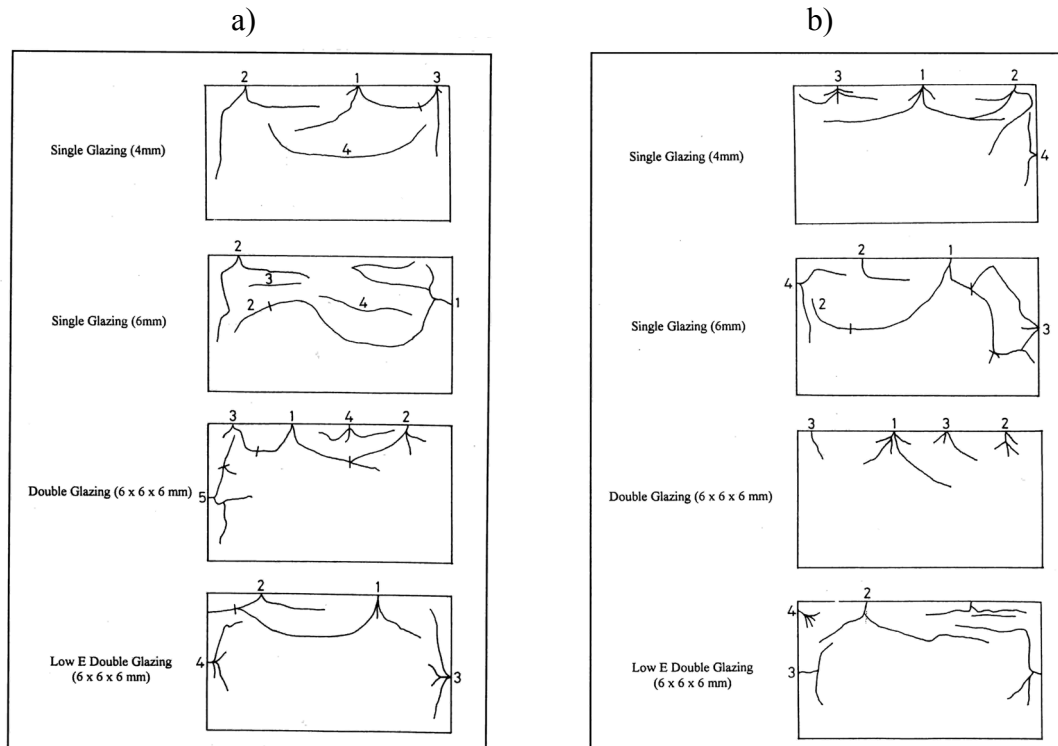 a)
2 1 3
4
Single Glazing (4mm)
2
3
2 4
1
Single Glazing (6mm)
3 1 4 2
Double Glazing (6 x 6 x 6 mm)
5
2 1
4
3
Low E Double Glazing
(6 x 6 x 6 mm)
b)
3 1 2
Single Glazing (4mm)
4
2 1
4
2
Single Glazing (6mm)
3
3 1 3 2
Double Glazing (6 x 6 x 6 mm)
2
4
3
Low E Double Glazing
(6 x 6 x 6 mm)